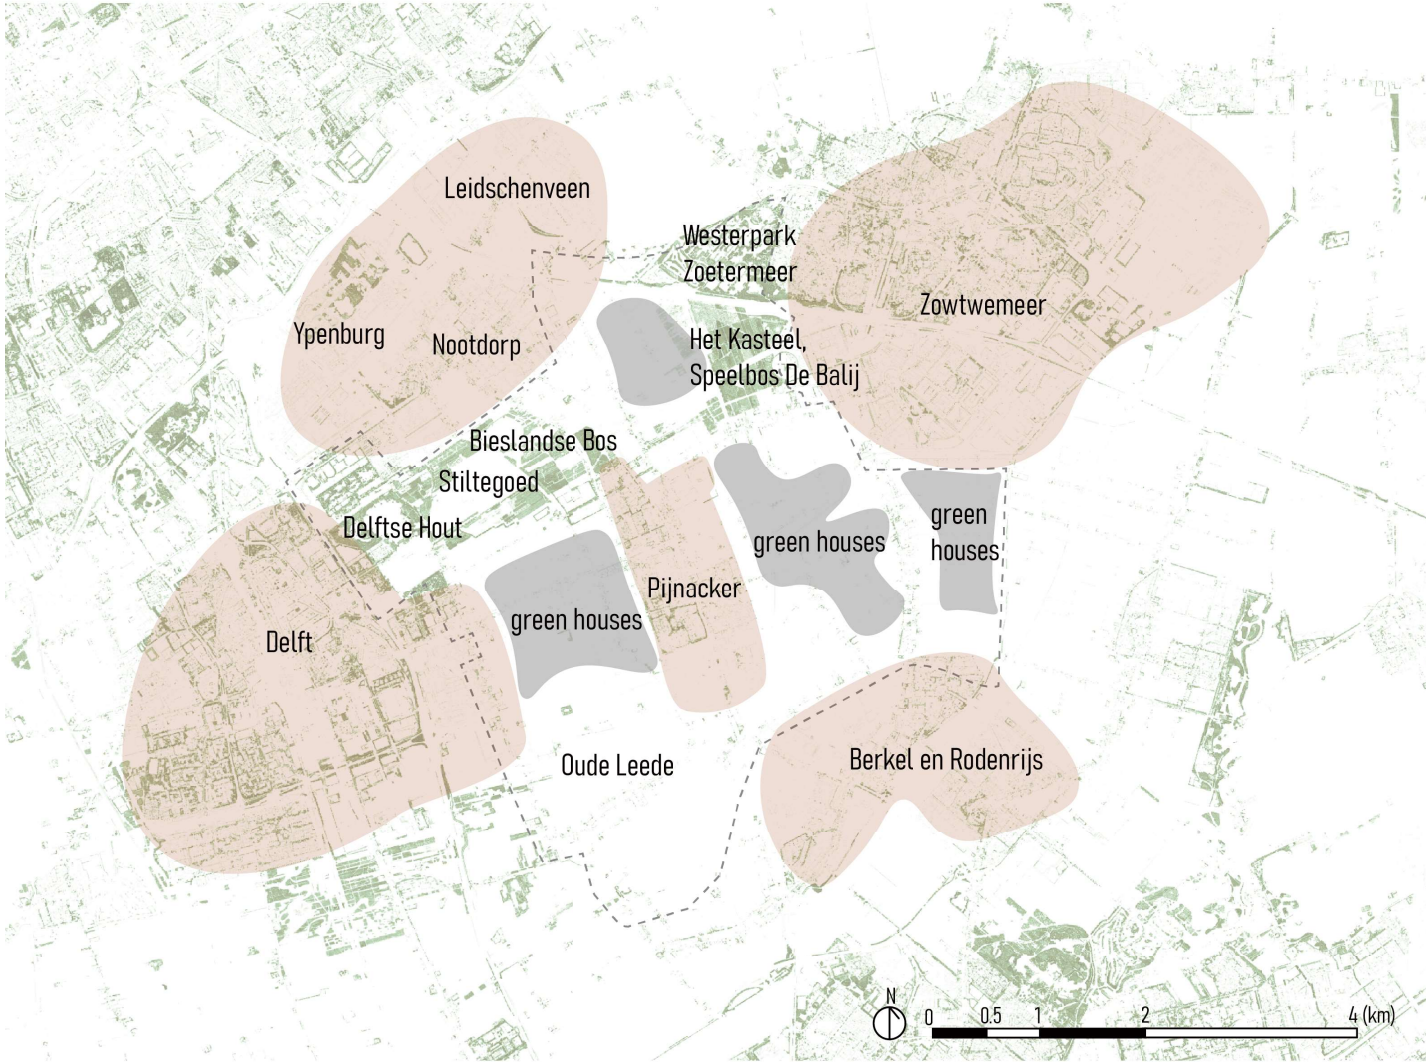 Leidschenveen
Westerpark
Zoetermeer
Zowtwemeer
Ypenburg
Nootdorp
Het Kasteel,
Speelbos De Balij
Bieslandse Bos
Stiltegoed
Delftse Hout
green
houses
green houses
Pijnacker
green houses
Delft
Oude Leede
Berkel en Rodenrijs
N
0 0.5 1 2 4 (km)